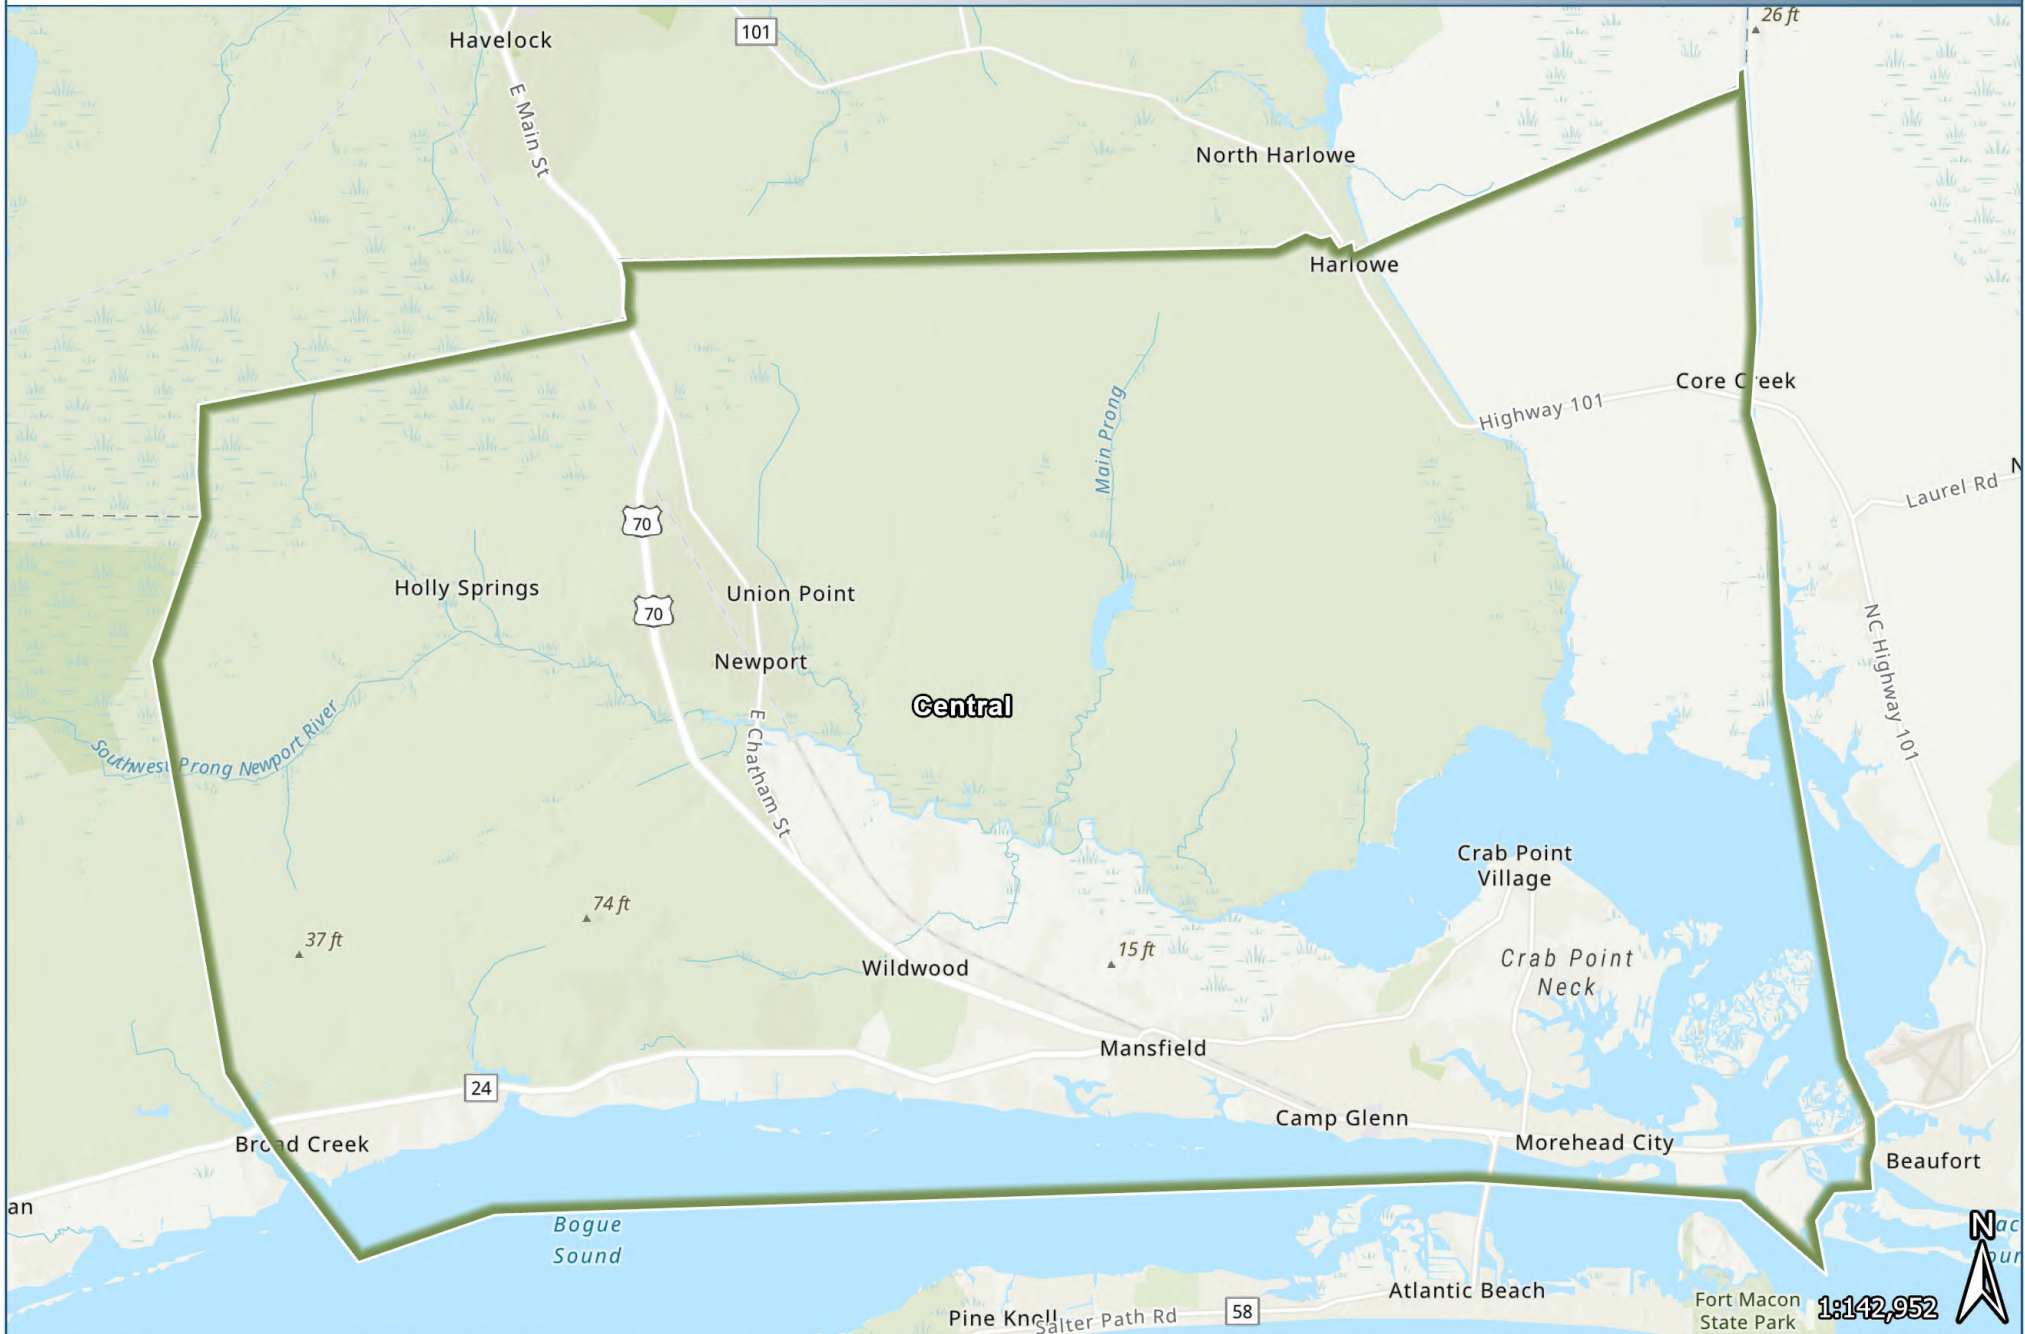 26 ft
101
Havelock
E Main St
North Harlowe
Harlowe
Core Creek
Main Prong
Highway 101
Laurel Rd
N
70
Holly Springs
Union Point
70
NC Highway 101
Newport
Central
Southwest Prong Newport River
E Chatham St
Crab Point
Village
74 ft
37 ft
15 ft
Crab Point
Neck
Wildwood
Mansfield
24
Camp Glenn
Broad Creek
Morehead City
Beaufort
an
Bogue
Sound
N
ac
our
Atlantic Beach
Fort Macon
State Park
1:142,952
Pine Knoll
Salter Path Rd
58